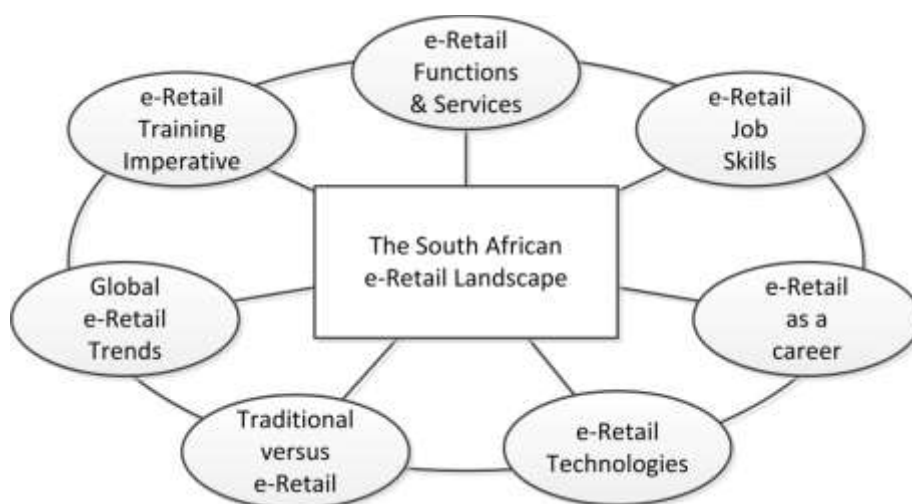 e-Retail
Functions
& Services
e-Retail
Training
Imperative
e-Retail
Job
Skills
The South African
e-Retail Landscape
Global
e-Retail
Trends
e-Retail
as a
career
Traditional
versus
e-Retail
e-Retail
Technologies